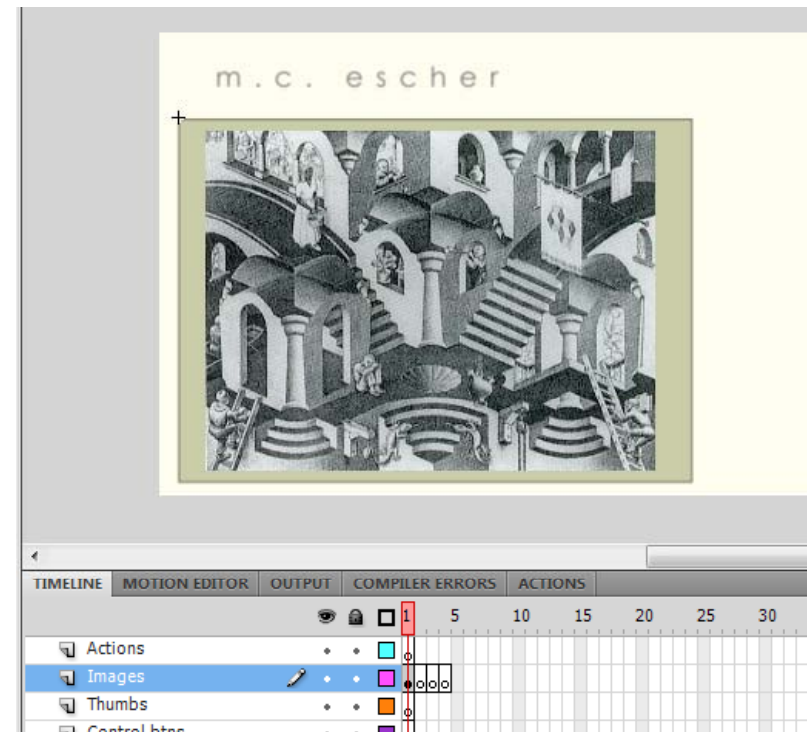 m.c. escher
TIMELINE MOTION EDITOR OUTPUT COMPILER ERRORS ACTIONS
1 5 10 15 20 25 30
Actions
Images
Thumbs
Control btns